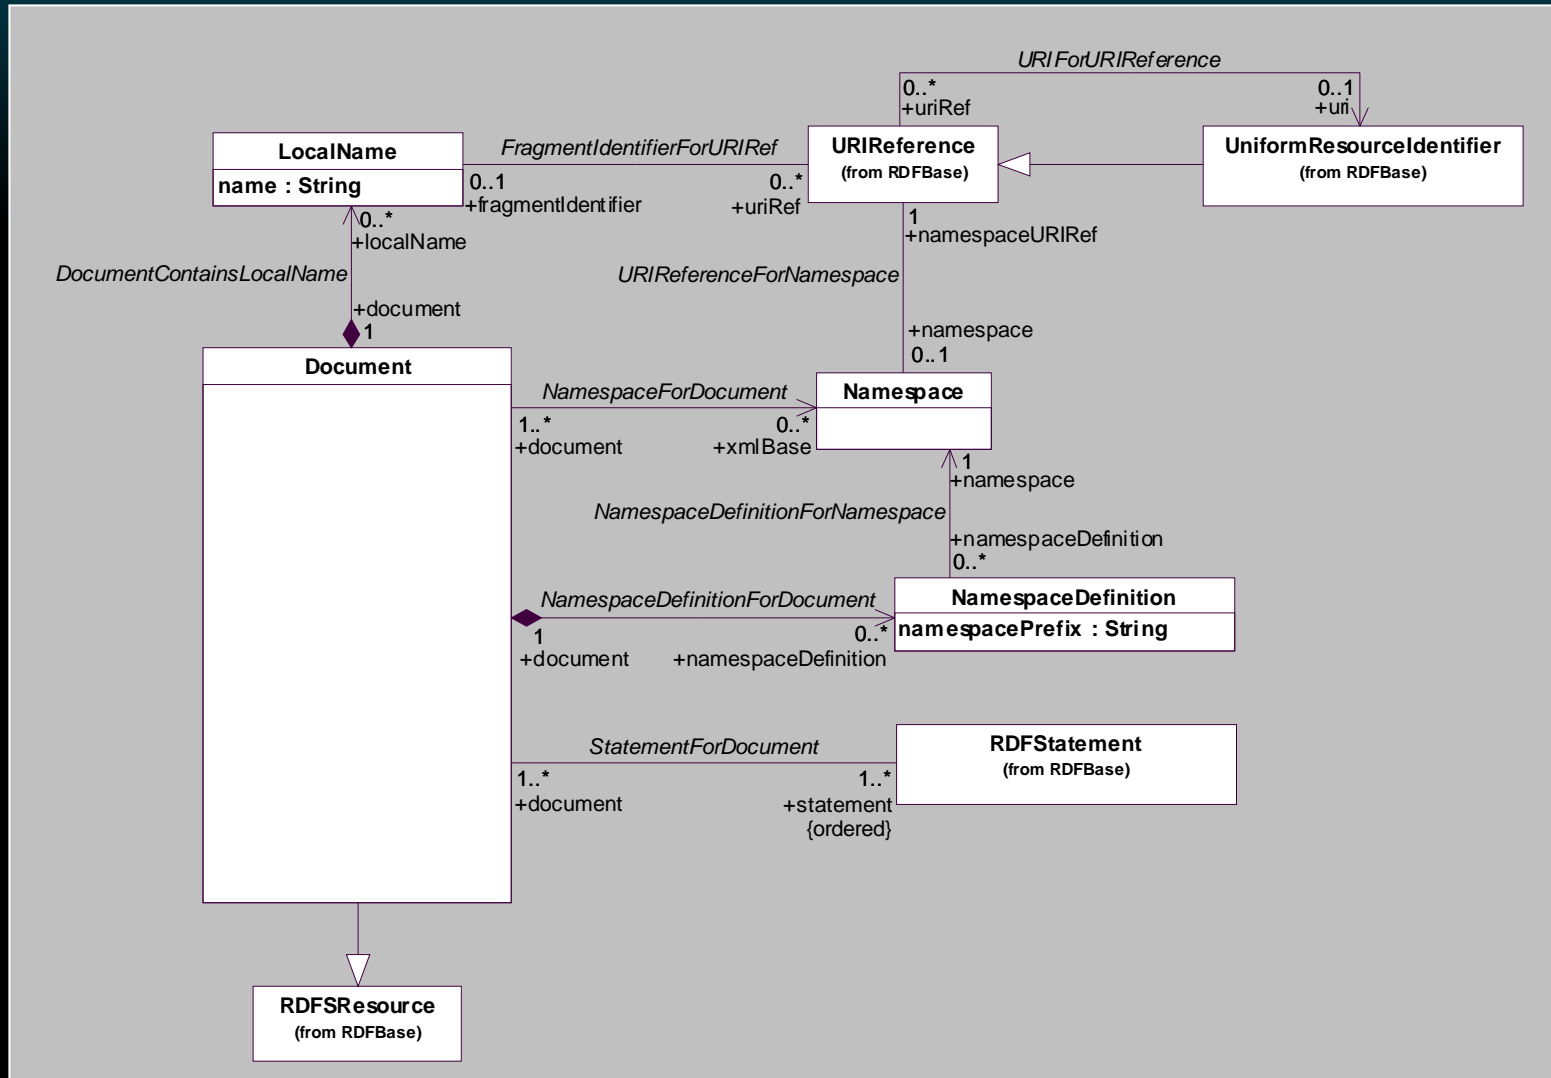 URIForURIReference
0..*
+uriRef
0..1
+uri
LocalName
name : String
FragmentIdentifierForURIRef
0..1
+fragmentIdentifier
0..*
+uriRef
URIReference
(from RDFBase)
UniformResourceIdentifier
(from RDFBase)
0..*
+localName
DocumentContainsLocalName
+document
1
1
+namespaceURIRef
URIReferenceForNamespace
+namespace
0..1
Document
NamespaceForDocument
1..*
+document
0..*
+xmlBase
Namespace
1
+namespace
NamespaceDefinitionForNamespace
+namespaceDefinition
0..*
NamespaceDefinitionForDocument
1
+document
0..*
+namespaceDefinition
NamespaceDefinition
namespacePrefix : String
StatementForDocument
1..*
+document
1..*
+statement
{ordered}
RDFStatement
(from RDFBase)
RDFSResource
(from RDFBase)